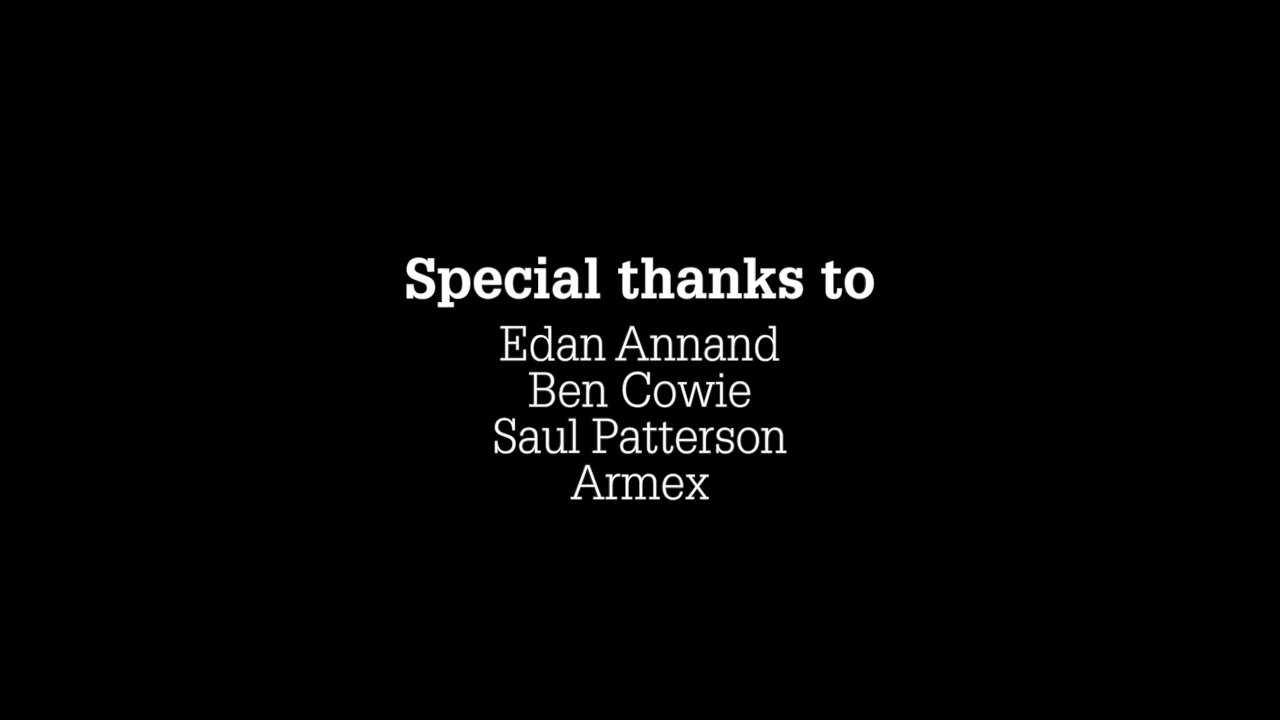 Special thanks to
Edan Annand
Ben Cowie
Saul Patterson
Armex